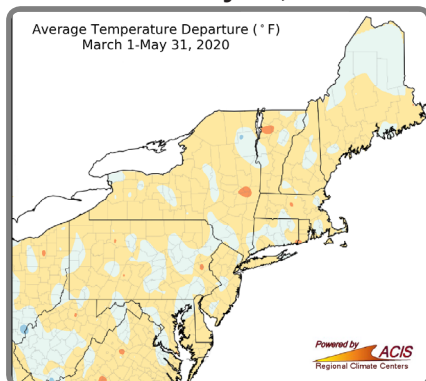 Average Temperature Departure (°F)
March 1-May 31, 2020
Powered by
ACIS
Regional Climate Centers